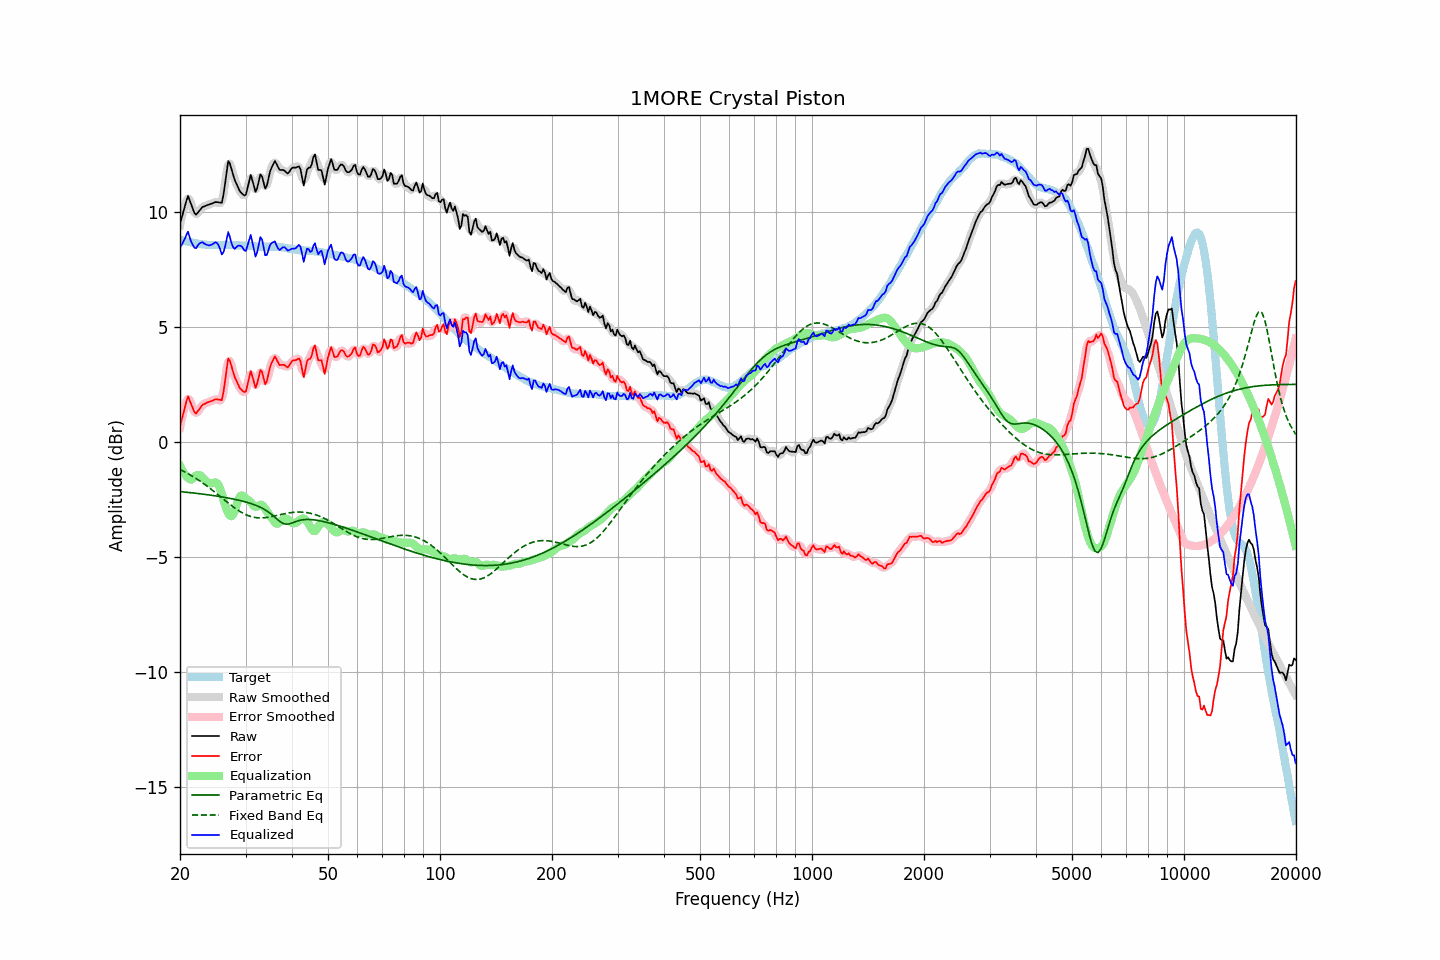 1MORE Crystal Piston
Amplitude (dBr)
10
5
0
−5
−10
−15
Target
Raw Smoothed
Error Smoothed
Raw
Error
Equalization
Parametric Eq
Fixed Band Eq
Equalized
20 50 100 200 500 1000 2000 5000 10000 20000
Frequency (Hz)